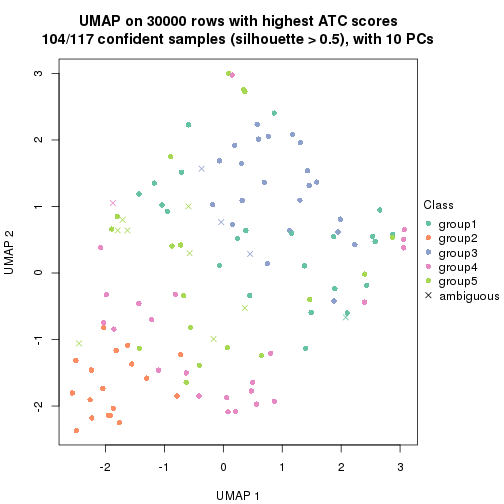 UMAP on 30000 rows with highest ATC scores
104/117 confident samples (silhouette > 0.5), with 10 PCs
3
2
1
0
-1
-2
UMAP 2
-2
-1
0
1
2
3
UMAP 1
Class
group1
group2
group3
group4
group5
ambiguous